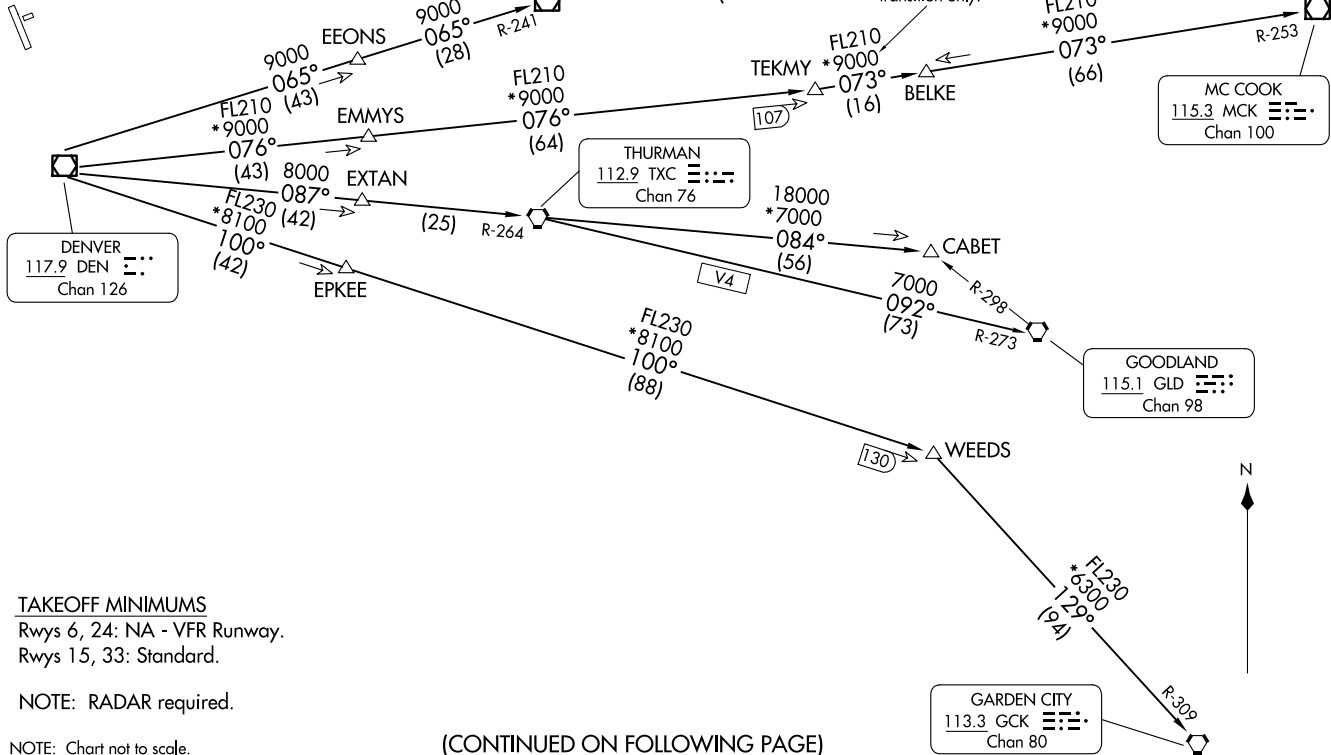 9000
065°
(28)
R-241
EEONS
9000
065°
(43)
FL210
*9000
073°
(66)
R-253
FL210
*9000
073°
(16)
TEKMY
BELKE
107
MC COOK
115.3 MCK
Chan 100
FL210
*9000
076°
(64)
EMMYS
FL210
*9000
076°
(43)
THURMAN
112.9 TXC
Chan 76
8000
087°
(42)
EXTAN
(25)
R-264
18000
*7000
084°
(56)
CABET
DENVER
117.9 DEN
Chan 126
FL230
*8100
100°
(42)
EPKEE
V4
7000
092°
(73)
R-298
R-273
GOODLAND
115.1 GLD
Chan 98
FL230
*8100
100°
(88)
130
WEEDS
N
FL230
*6300
129°
(94)
R-309
GARDEN CITY
113.3 GCK
Chan 80
TAKEOFF MINIMUMS
Rwys 6, 24: NA - VFR Runway.
Rwys 15, 33: Standard.
NOTE: RADAR required.
NOTE: Chart not to scale.
(CONTINUED ON FOLLOWING PAGE)